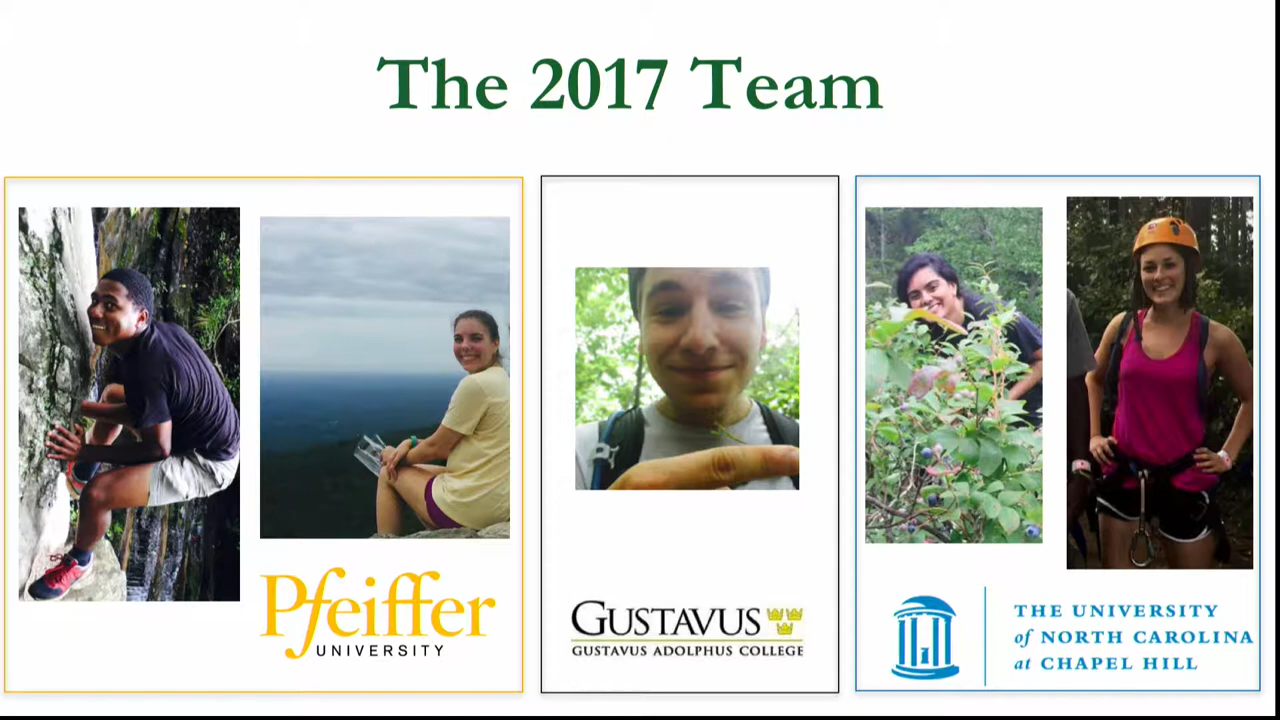 The 2017 Team
Pfeiffer
UNIVERSITY
GUSTAVUS
GUSTAVUS ADOLPHUS COLLEGE
THE UNIVERSITY
of NORTH CAROLINA
at CHAPEL HILL